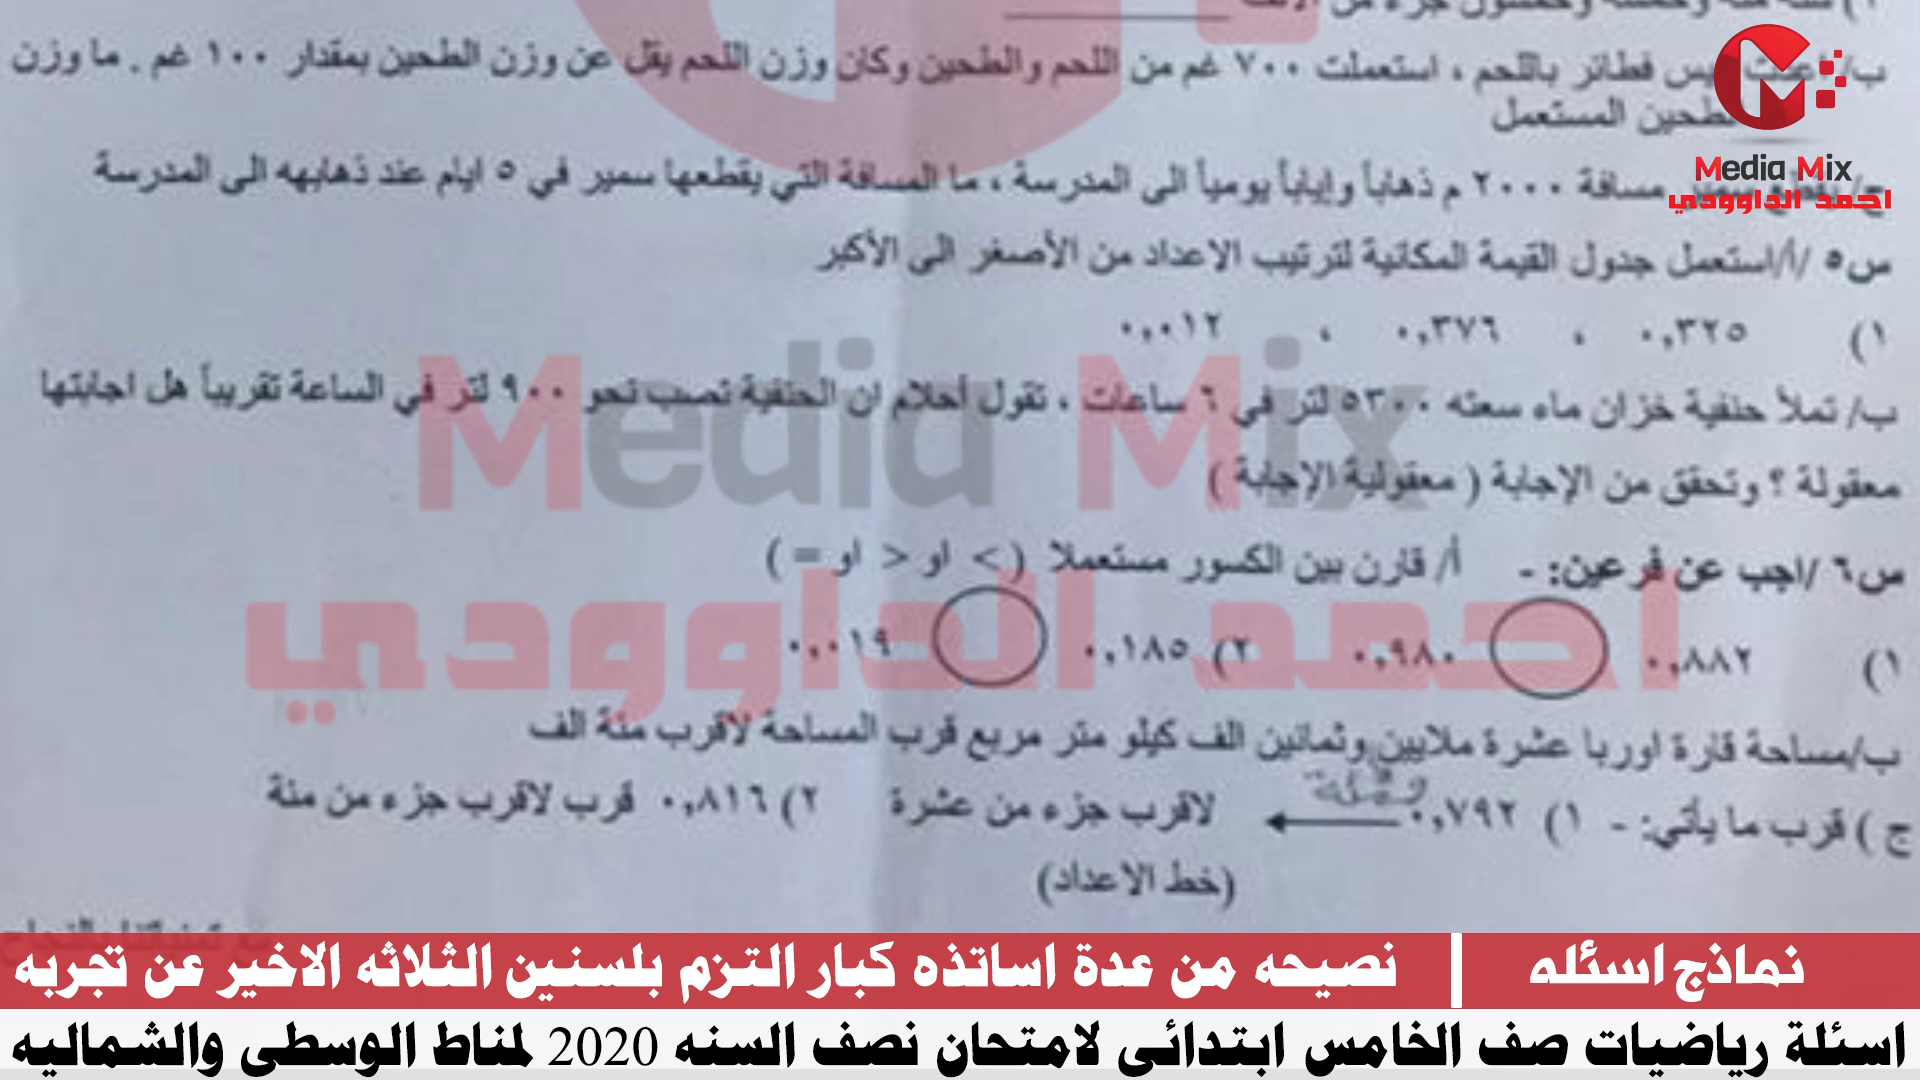 ب/ بيس فطائر باللحم ، استعملت ٧٠٠ غم من اللحم والطحين وكان وزن اللحم يقل عن وزن الطحين بمقدار ١٠٠ غم . ما وزن
الطحين المستعمل
ج/ مسافة ٢٠٠٠ م ذهاباً وإياباً يومياً الى المدرسة ، ما المسافة التي يقطعها سمير في ٥ ايام عند ذهابهه الى المدرسة
س٥ /أ/استعمل جدول القيمة المكانية لترتيب الاعداد من الأصغر الى الأكبر
١) ٠,٣٢٥ ، ٠,٣٧٦ ، ٠,٠١٢
ب/ تملأ حنفية خزان ماء سعته ٥٣٠٠ لتر في ٦ ساعات ، تقول أحلام ان الحنفية تصب نحو ٩٠٠ لتر في الساعة تقريباً هل اجابتها
معقولة ؟ وتحقق من الإجابة ( معقولية الإجابة )
س٦ /اجب عن فرعين: - أ/ قارن بين الكسور مستعملا ( > او < او = )
١) ٠,٨٨٢ ٠,٩٨٠ ٢) ٠,١٨٥ ٠,٠١٩
ب/مساحة قارة اوربا عشرة ملايين وثمانين الف كيلو متر مربع قرب المساحة لاقرب مئة الف
ج ) قرب ما يأتي: - ١) ٠,٧٩٢ لاقرب جزء من عشرة ٢) ٠,٨١٦ قرب لاقرب جزء من مئة
(خط الاعداد)
Media Mix
احمد الداوودي
Media Mix
احمد الداوودي
نماذج اسئله | نصيحه من عدة اساتذه كبار التزم بلسنين الثلاثه الاخير عن تجربه
اسئلة رياضيات صف الخامس ابتدائى لامتحان نصف السنه 2020 لمناط الوسطى والشماليه